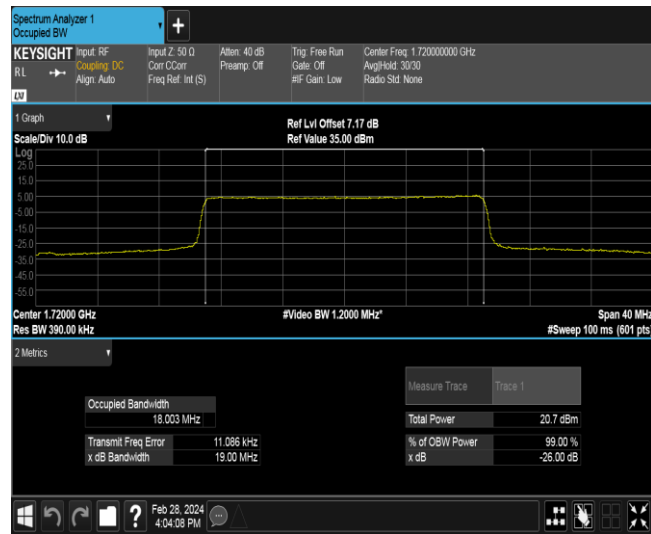 Spectrum Analyzer 1
Occupied BW
+
KEYSIGHT Input: RF Input Z: 50 Ω Atten: 40 dB Trig: Free Run Center Freq: 1.720000000 GHz
RL Coupling: DC Corr CCorr Preamp: Off Gate: Off Avg|Hold: 30/30
Align: Auto Freq Ref: Int (S) #IF Gain: Low Radio Std: None
LXI
1 Graph
Ref Lvl Offset 7.17 dB
Scale/Div 10.0 dB Ref Value 35.00 dBm
Log
25.0
15.0
5.00
-5.00
-15.0
-25.0
-35.0
-45.0
-55.0
Center 1.72000 GHz #Video BW 1.2000 MHz* Span 40 MHz
Res BW 390.00 kHz #Sweep 100 ms (601 pts)
2 Metrics
Measure Trace Trace 1
Occupied Bandwidth
18.003 MHz Total Power 20.7 dBm
Transmit Freq Error 11.086 kHz % of OBW Power 99.00 %
x dB Bandwidth 19.00 MHz x dB -26.00 dB
? Feb 28, 2024
4:04:08 PM